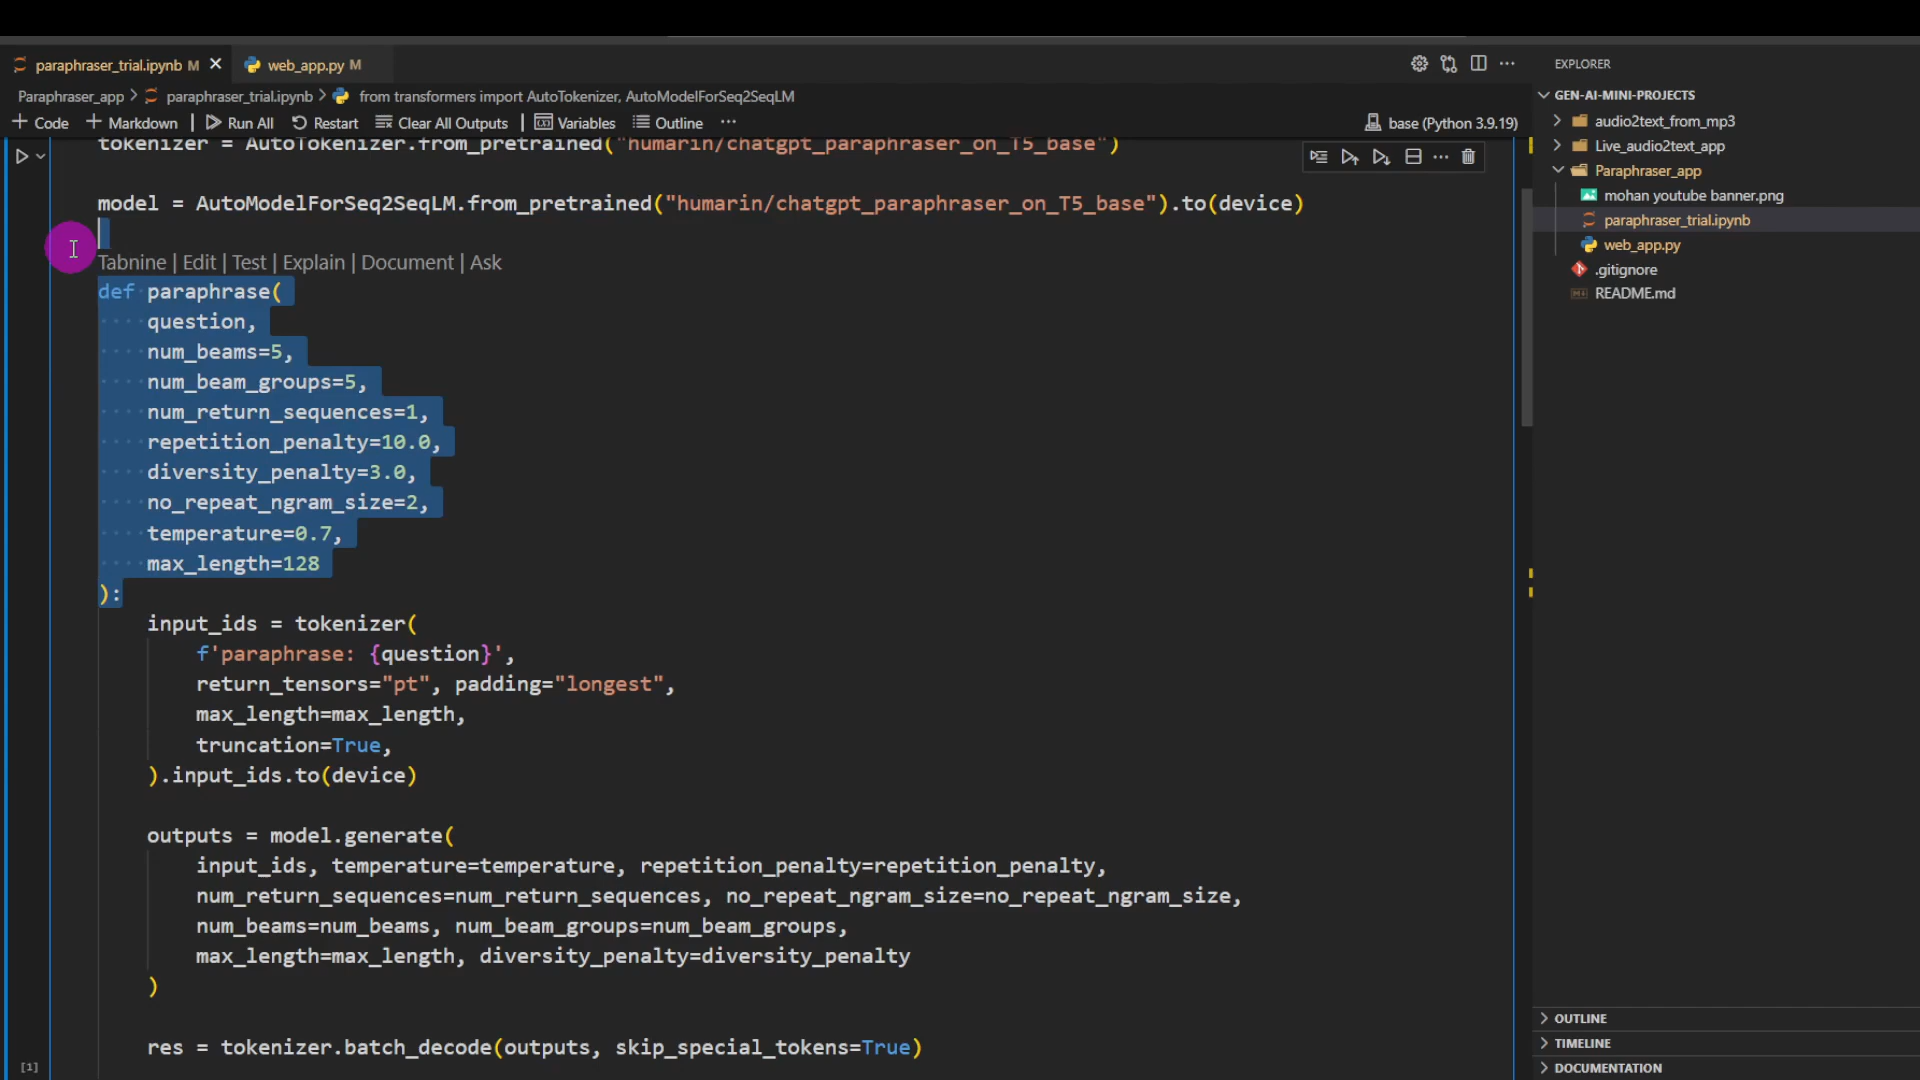 paraphraser_trial.ipynb M
web_app.py M
EXPLORER
Paraphraser_app > paraphraser_trial.ipynb > from transformers import AutoTokenizer, AutoModelForSeq2SeqLM
GEN-AI-MINI-PROJECTS
+ Code + Markdown | Run All Restart Clear All Outputs | Variables Outline ...
base (Python 3.9.19)
audio2text_from_mp3
Live_audio2text_app
Paraphraser_app
mohan youtube banner.png
paraphraser_trial.ipynb
web_app.py
.gitignore
README.md
tokenizer = AutoTokenizer.from_pretrained("humarin/chatgpt_paraphraser_on_T5_base")
model = AutoModelForSeq2SeqLM.from_pretrained("humarin/chatgpt_paraphraser_on_T5_base").to(device)
Tabnine | Edit | Test | Explain | Document | Ask
def paraphrase(
question,
num_beams=5,
num_beam_groups=5,
num_return_sequences=1,
repetition_penalty=10.0,
diversity_penalty=3.0,
no_repeat_ngram_size=2,
temperature=0.7,
max_length=128
):
input_ids = tokenizer(
f'paraphrase: {question}',
return_tensors="pt", padding="longest",
max_length=max_length,
truncation=True,
).input_ids.to(device)
outputs = model.generate(
input_ids, temperature=temperature, repetition_penalty=repetition_penalty,
num_return_sequences=num_return_sequences, no_repeat_ngram_size=no_repeat_ngram_size,
num_beams=num_beams, num_beam_groups=num_beam_groups,
max_length=max_length, diversity_penalty=diversity_penalty
)
res = tokenizer.batch_decode(outputs, skip_special_tokens=True)
[1]
OUTLINE
TIMELINE
DOCUMENTATION